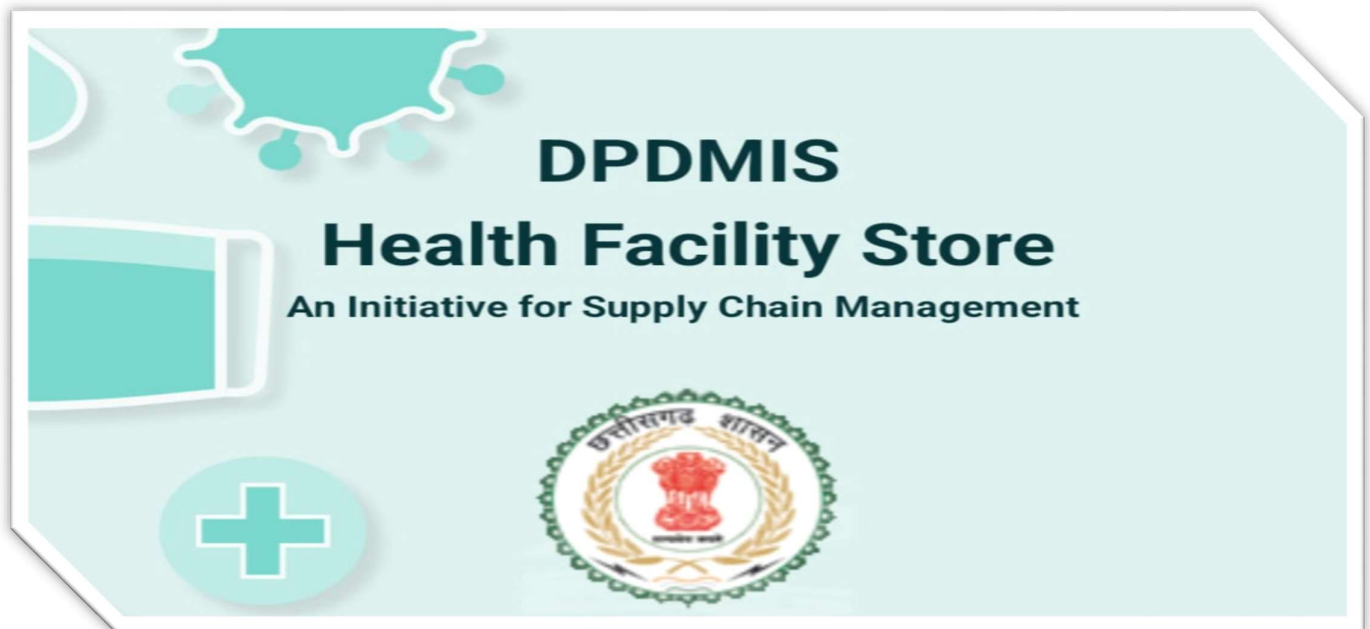 DPDMIS
Health Facility Store
An Initiative for Supply Chain Management
छत्तीसगढ़ शासन